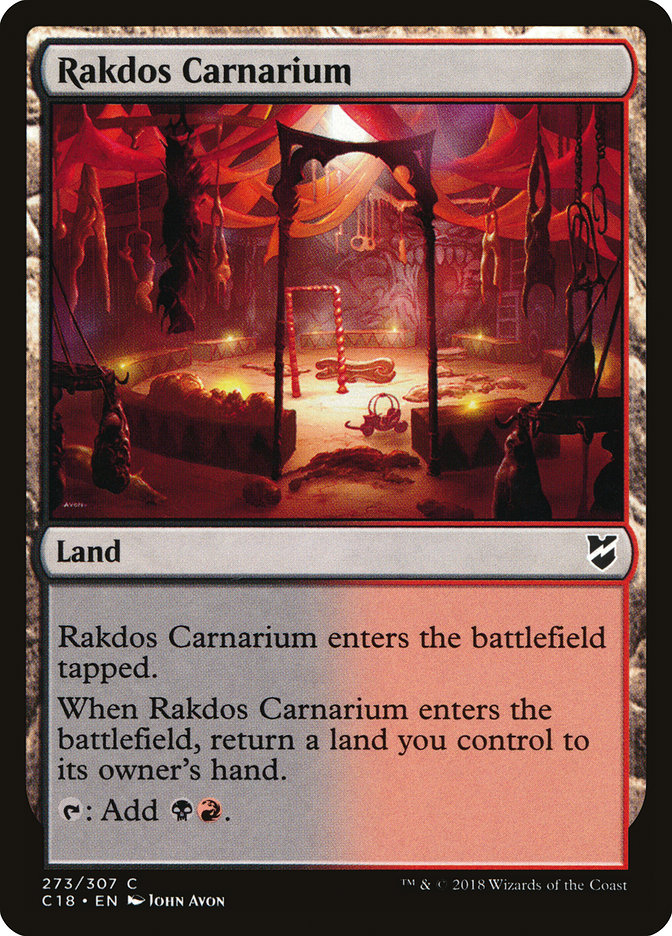 Rakdos Carnarium
AVON
Land
Rakdos Carnarium enters the battlefield
tapped.
When Rakdos Carnarium enters the
battlefield, return a land you control to
its owner's hand.
: Add .
273/307 C
C18 • EN John Avon
™ & © 2018 Wizards of the Coast